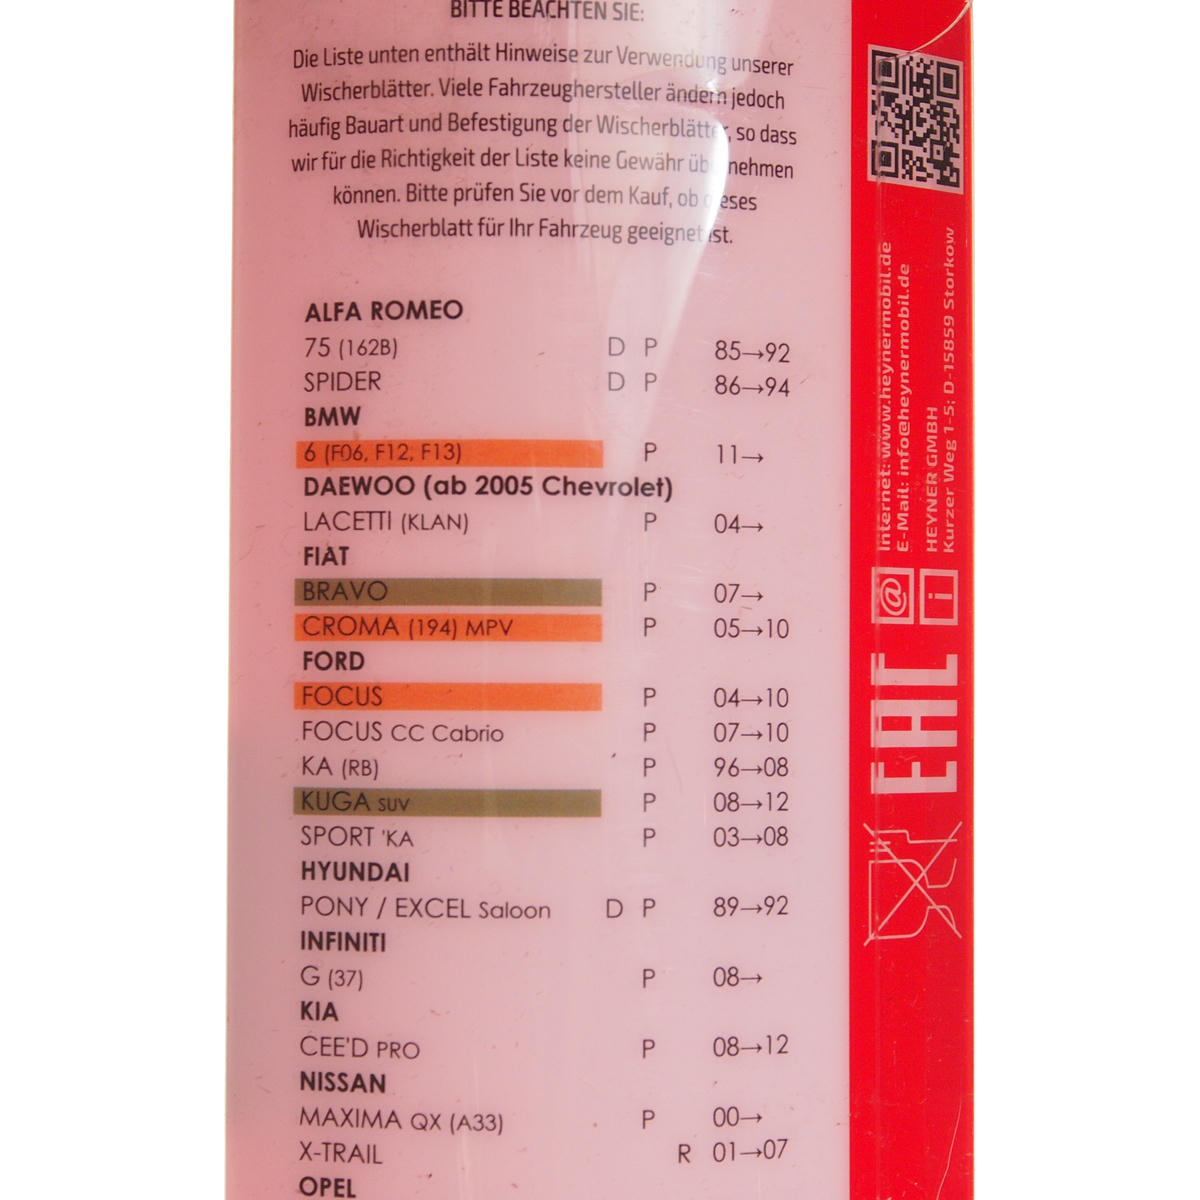 BITTE BEACHTEN SIE:
Die Liste unten enthält Hinweise zur Verwendung unserer
Wischerblätter. Viele Fahrzeughersteller ändern jedoch
häufig Bauart und Befestigung der Wischerblätter, so dass
wir für die Richtigkeit der Liste keine Gewähr übernehmen
können. Bitte prüfen Sie vor dem Kauf, ob dieses
Wischerblatt für Ihr Fahrzeug geeignet ist.
ALFA ROMEO
75 (162B) D P 85→92
SPIDER D P 86→94
BMW
6 (F06, F12, F13) P 11→
DAEWOO (ab 2005 Chevrolet)
LACETTI (KLAN) P 04→
FIAT
BRAVO P 07→
CROMA (194) MPV P 05→10
FORD
FOCUS P 04→10
FOCUS CC Cabrio P 07→10
KA (RB) P 96→08
KUGA SUV P 08→12
SPORT 'KA P 03→08
HYUNDAI
PONY / EXCEL Saloon D P 89→92
INFINITI
G (37) P 08→
KIA
CEE'D PRO P 08→12
NISSAN
MAXIMA QX (A33) P 00→
X-TRAIL R 01→07
OPEL
Internet: www.heynermobil.de
E-Mail: info@heynermobil.de
HEYNER GMBH
Kurzer Weg 1-5; D-15859 Storkow
@
i
EAC